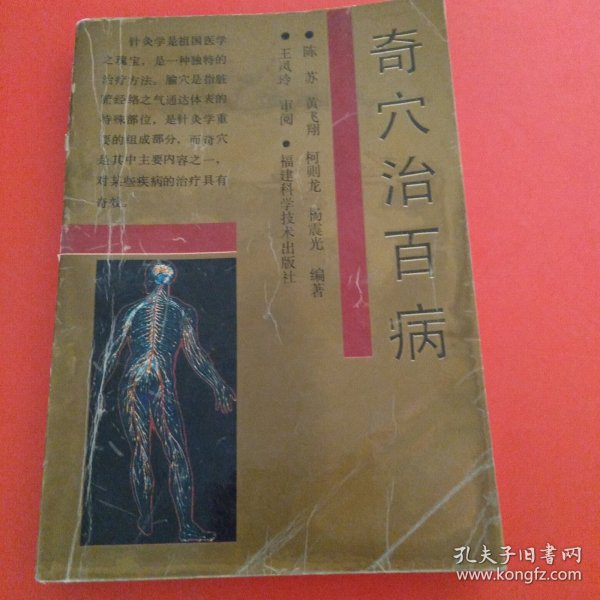 针灸学是祖国医学
之瑰宝，是一种独特的
治疗方法。腧穴是指脏
腑经络之气通达体表的
特殊部位，是针灸学重
要的组成部分，而奇穴
是其中主要内容之一，
对某些疾病的治疗具有
奇效。
奇穴治百病
●陈 苏 黄飞翔 柯则龙 杨震光 编著
●王凤玲 审阅●福建科学技术出版社
孔夫子旧书网
www.kongfz.com